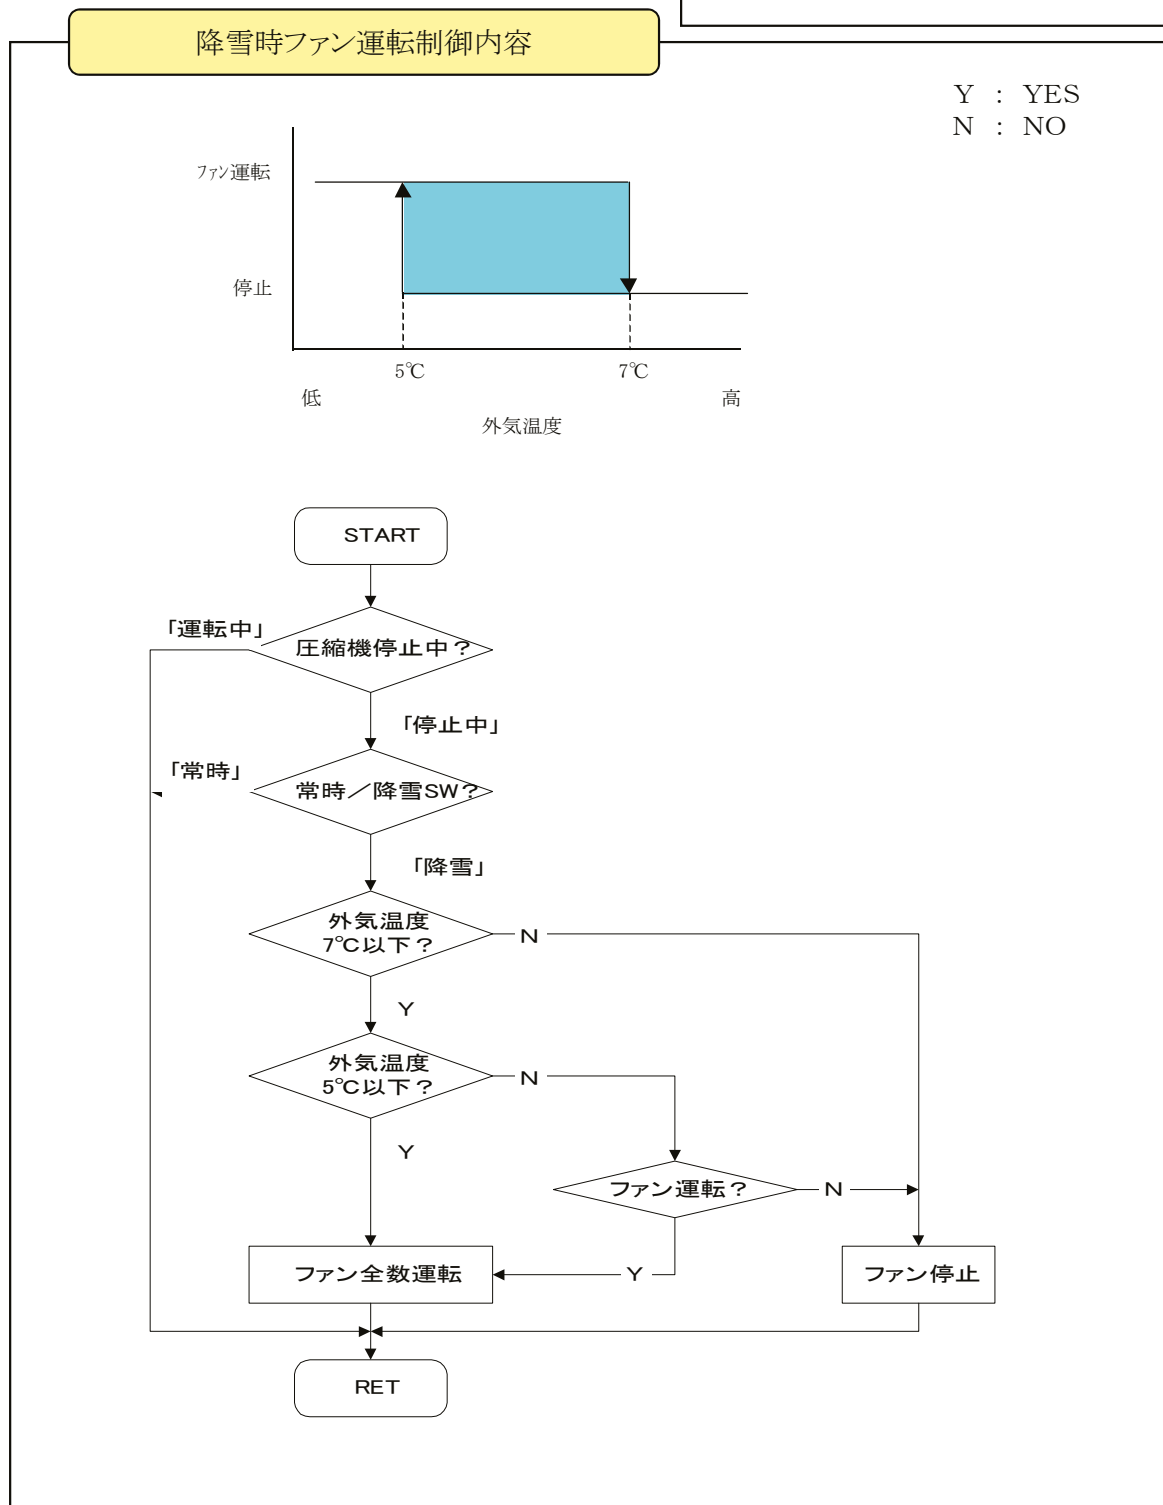 降雪時ファン運転制御内容
Y : YES
N : NO
ファン運転
停止
5℃
7℃
低
高
外気温度
START
「運転中」
圧縮機停止中？
「停止中」
「常時」
常時／降雪SW？
「降雪」
外気温度
7℃以下？
N
Y
外気温度
5℃以下？
N
Y
ファン運転？
N
ファン全数運転
Y
ファン停止
RET